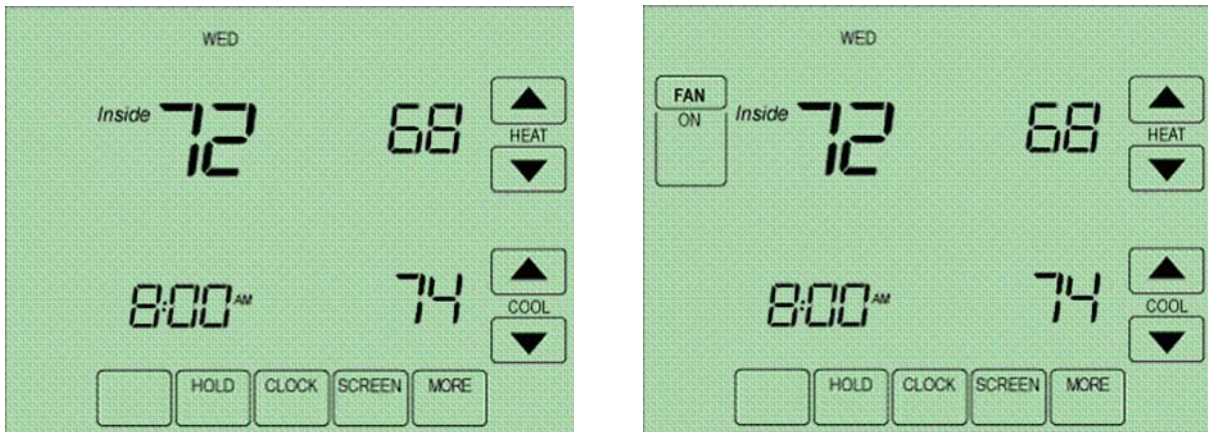 WED
Inside 72 68
HEAT
8:00 AM 74
COOL
HOLD CLOCK SCREEN MORE
WED
FAN
ON
Inside 72 68
HEAT
8:00 AM 74
COOL
HOLD CLOCK SCREEN MORE